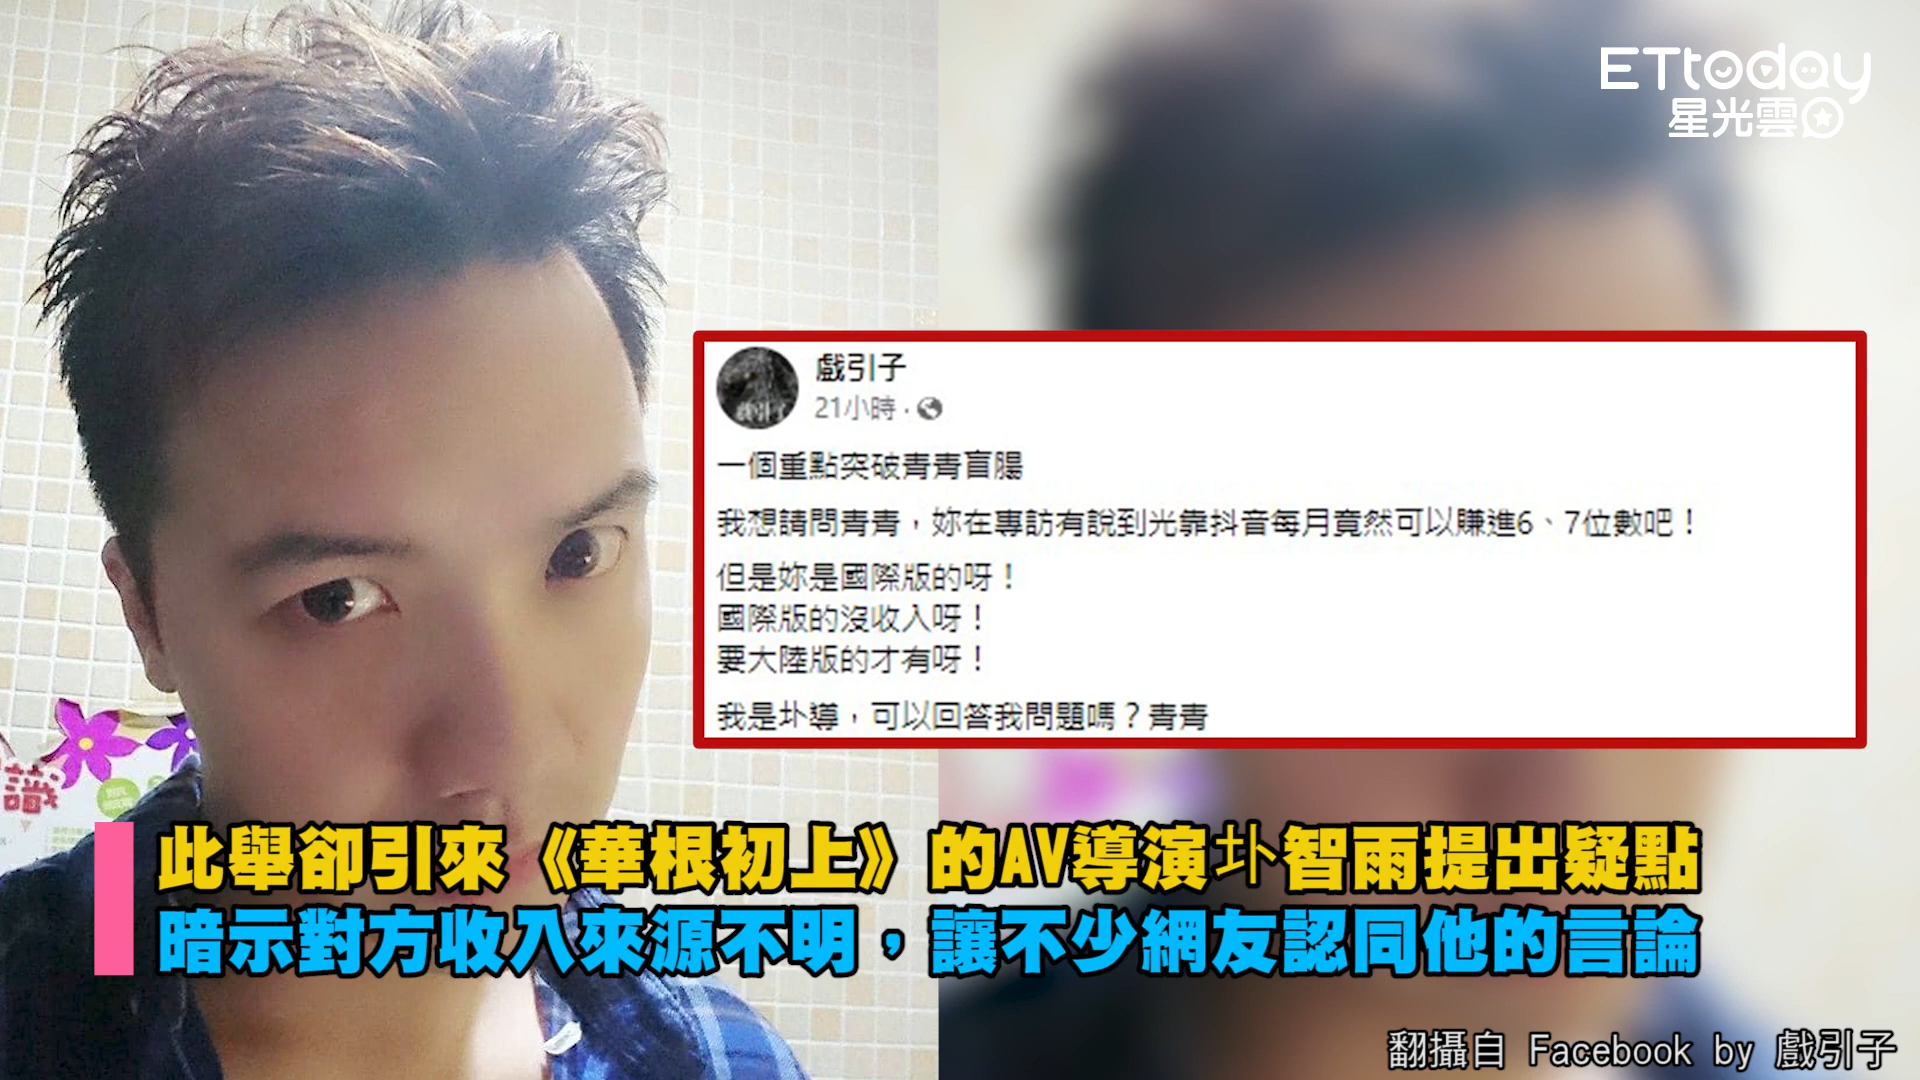 ETtoday
星光雲
戲引子
21小時·
一個重點突破青青盲腸
我想請問青青，妳在專訪有說到光靠抖音每月竟然可以賺進6、7位數吧！
但是妳是國際版的呀！
國際版的沒收入呀！
要大陸版的才有呀！
我是圤導，可以回答我問題嗎？青青
此舉卻引來《華根初上》的AV導演圤智雨提出疑點
暗示對方收入來源不明，讓不少網友認同他的言論
翻攝自 Facebook by 戲引子